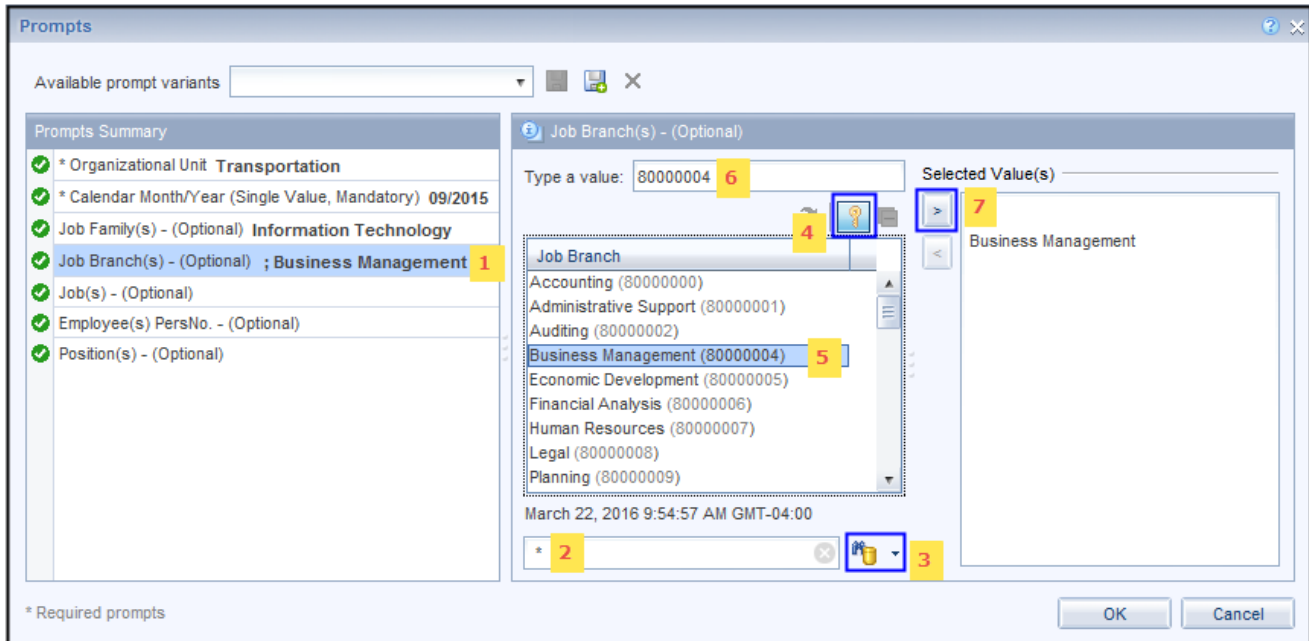 Prompts
Available prompt variants
Prompts Summary
* Organizational Unit Transportation
* Calendar Month/Year (Single Value, Mandatory) 09/2015
Job Family(s) - (Optional) Information Technology
Job Branch(s) - (Optional) ; Business Management 1
Job(s) - (Optional)
Employee(s) PersNo. - (Optional)
Position(s) - (Optional)
Job Branch(s) - (Optional)
Type a value: 80000004 6
4
Job Branch
Accounting (80000000)
Administrative Support (80000001)
Auditing (80000002)
Business Management (80000004) 5
Economic Development (80000005)
Financial Analysis (80000006)
Human Resources (80000007)
Legal (80000008)
Planning (80000009)
March 22, 2016 9:54:57 AM GMT-04:00
* 2
3
Selected Value(s)
> 7
<
Business Management
* Required prompts
OK Cancel